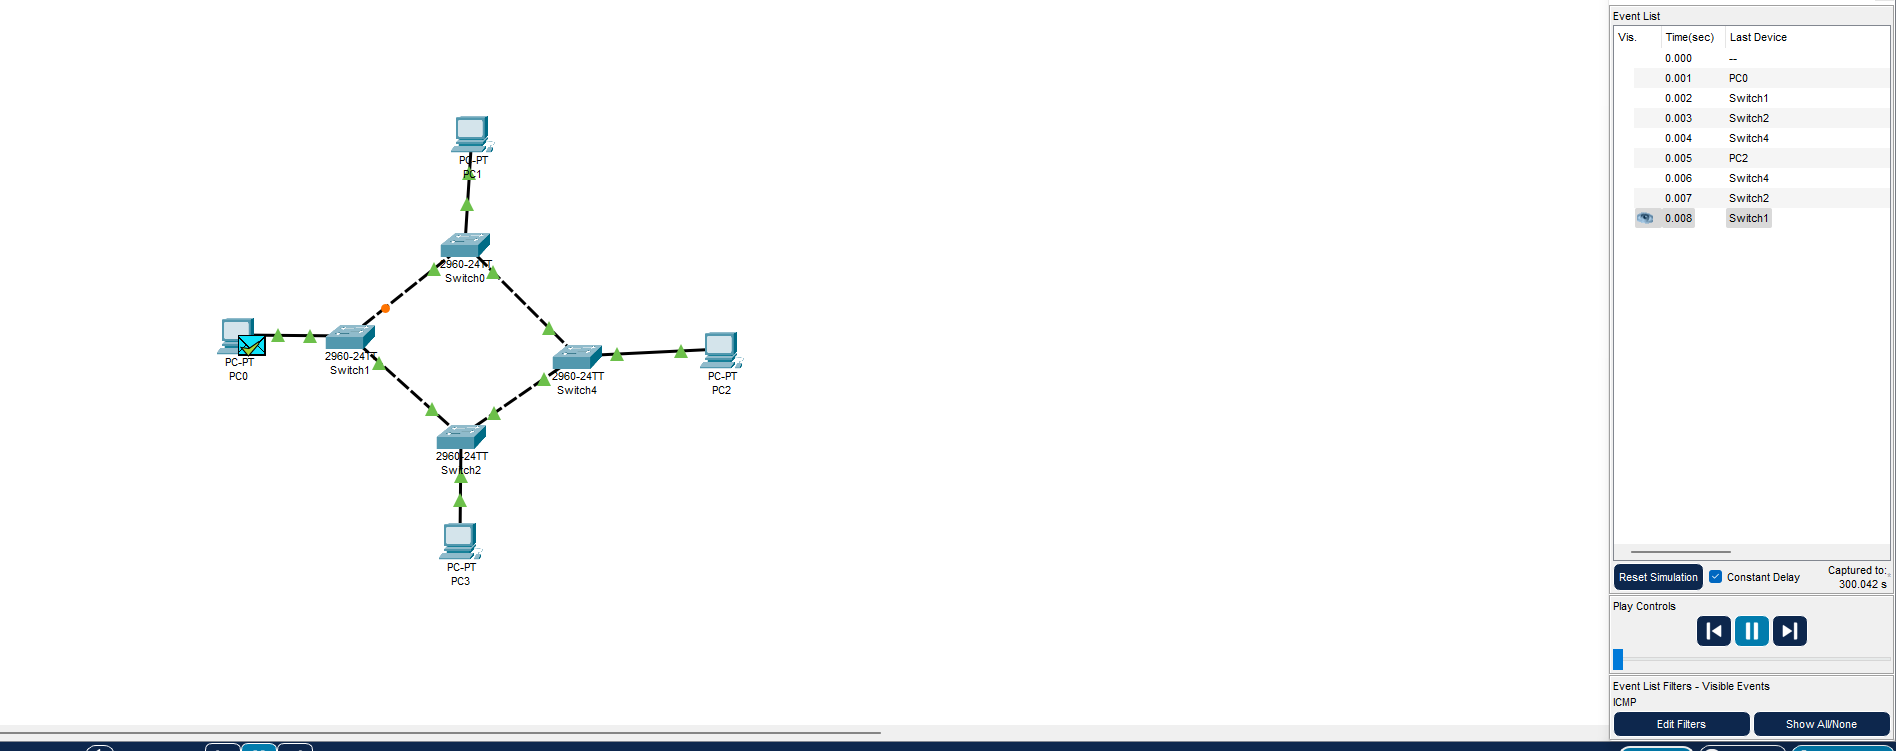 PC-PT
PC1
2960-24TT
Switch0
PC-PT
PC0
2960-24TT
Switch1
2960-24TT
Switch4
PC-PT
PC2
2960-24TT
Switch2
PC-PT
PC3
Event List
Vis. Time(sec) Last Device
0.000 --
0.001 PC0
0.002 Switch1
0.003 Switch2
0.004 Switch4
0.005 PC2
0.006 Switch4
0.007 Switch2
0.008 Switch1
Reset Simulation Constant Delay Captured to:
300.042 s
Play Controls
Event List Filters - Visible Events
ICMP
Edit Filters Show All/None